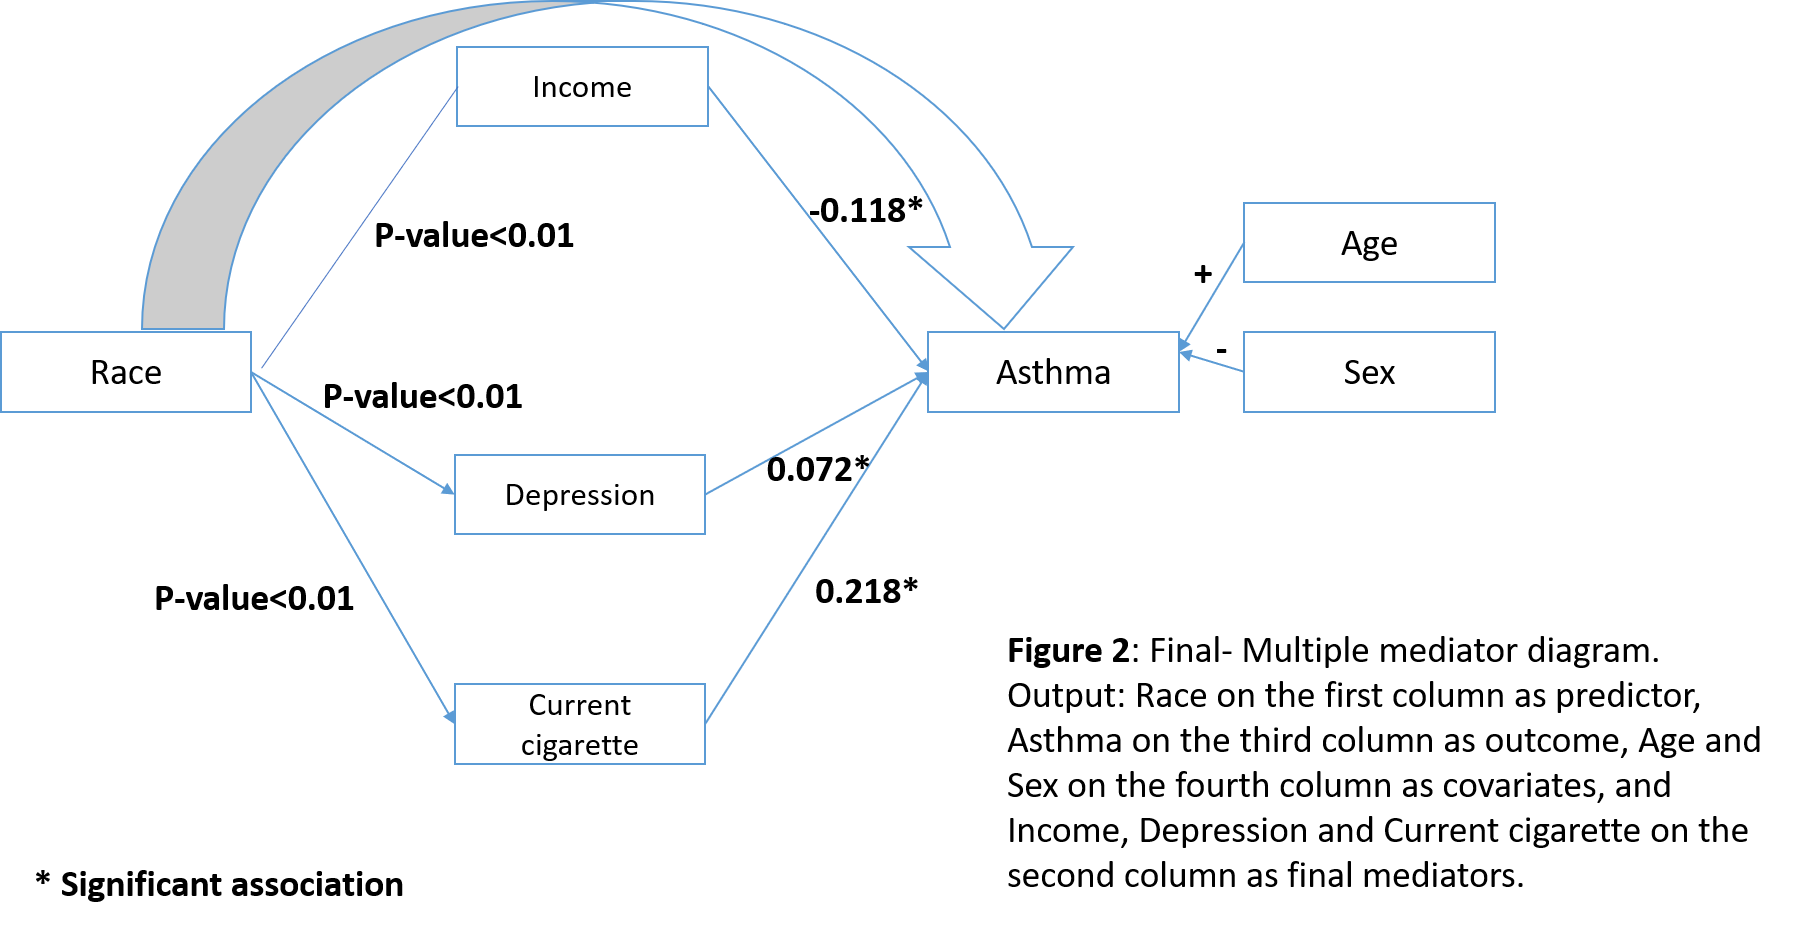 Income
-0.118*
P-value<0.01
Age
+
Race
Asthma
-
Sex
P-value<0.01
Depression
0.072*
P-value<0.01
0.218*
Current
cigarette
Figure 2: Final- Multiple mediator diagram.
Output: Race on the first column as predictor,
Asthma on the third column as outcome, Age and
Sex on the fourth column as covariates, and
Income, Depression and Current cigarette on the
second column as final mediators.
* Significant association